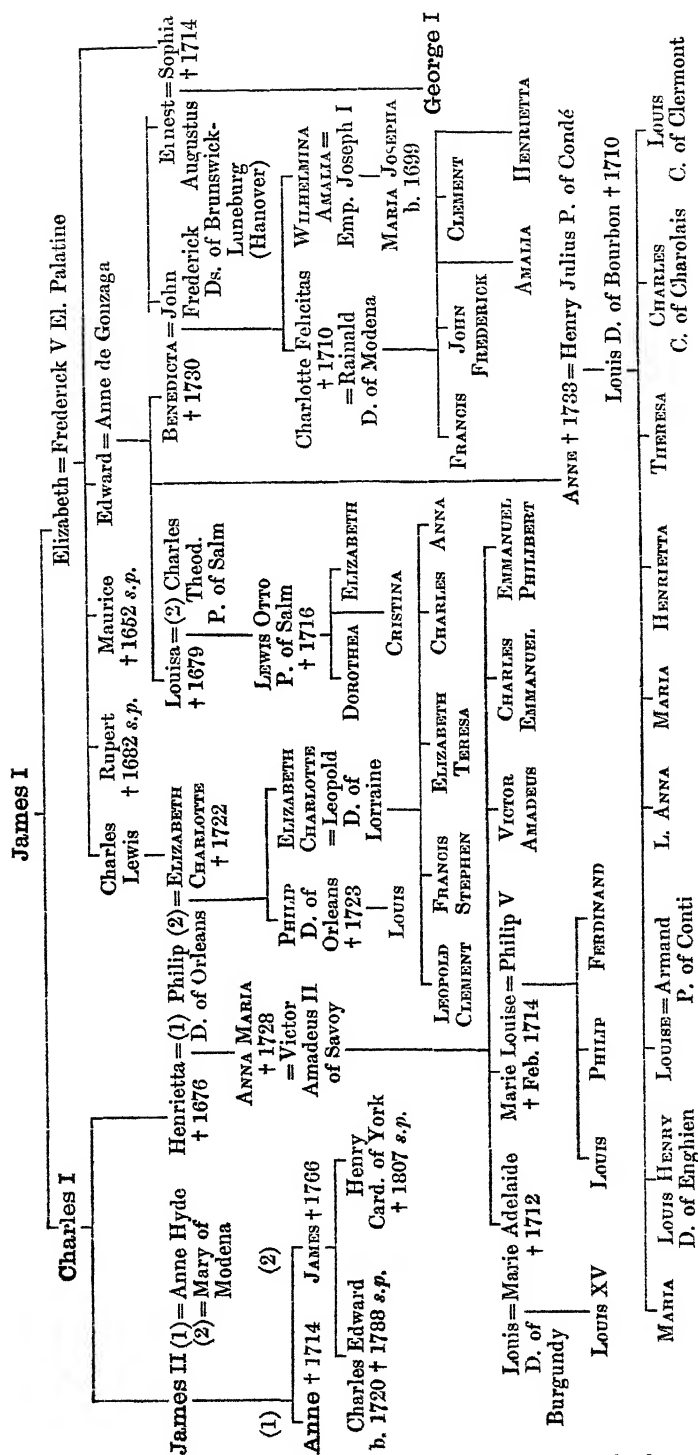 James I
Charles I
Elizabeth = Frederick V El. Palatine
James II (1) = Anne Hyde
(2) = Mary of
Modena
Henrietta = (1) Philip (2) = ELIZABETH
† 1676
D. of Orleans
CHARLOTTE
† 1722
Charles
Lewis
Rupert
† 1682 s.p.
Maurice
† 1652 s.p.
Edward = Anne de Gonzaga
Ernest = Sophia
Augustus † 1714
Louisa = (2) Charles
† 1679 Theod.
P. of Salm
BENEDICTA = John
† 1730 Frederick
Ds. of Brunswick-
Luneburg
(Hanover)
George I
(1) (2)
Anne † 1714 JAMES † 1766
Charles Edward
b. 1720 † 1788 s.p.
Henry
Card. of York
† 1807 s.p.
ANNA MARIA
† 1728
= Victor
Amadeus II
of Savoy
PHILIP
D. of
Orleans
† 1723
LOUIS
ELIZABETH
CHARLOTTE
= Leopold
D. of
Lorraine
LEWIS OTTO
P. of Salm
† 1716
DOROTHEA ELIZABETH
CRISTINA
Charlotte Felicitas
† 1710
= Rainald
D. of Modena
WILHELMINA
AMALIA =
Emp. Joseph I
MARIA JOSEPHA
b. 1699
LEOPOLD
CLEMENT
FRANCIS
STEPHEN
ELIZABETH
TERESA
CHARLES ANNA
FRANCIS JOHN
FREDERICK
CLEMENT
AMALIA HENRIETTA
Louis = Marie Adelaide
D. of † 1712
Burgundy
LOUIS XV
Marie Louise = Philip V
† Feb. 1714
VICTOR
AMADEUS
CHARLES
EMMANUEL
EMMANUEL
PHILIBERT
LOUIS PHILIP FERDINAND
ANNE † 1733 = Henry Julius P. of Condé
Louis D. of Bourbon † 1710
MARIA LOUIS HENRY
D. of Enghien
LOUISE = Armand
P. of Conti
L. ANNA MARIA HENRIETTA THERESA CHARLES
C. of Charolais
LOUIS
C. of Clermont